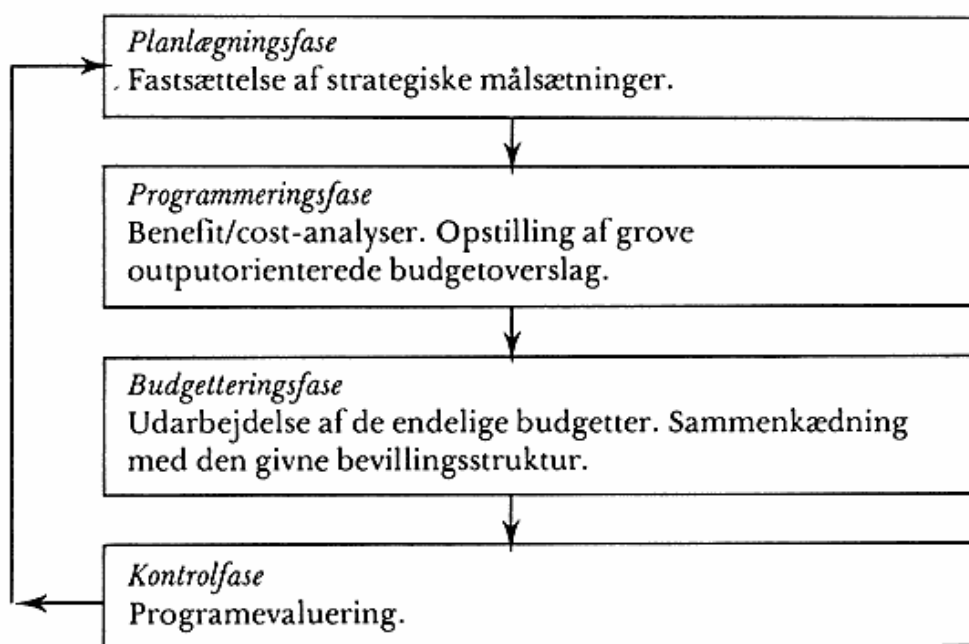 Planlægningsfase
Fastsættelse af strategiske målsætninger.
Programmeringsfase
Benefit/cost-analyser. Opstilling af grove
outputorienterede budgetoverslag.
Budgetteringsfase
Udarbejdelse af de endelige budgetter. Sammenkædning
med den givne bevillingsstruktur.
Kontrolfase
Programevaluering.